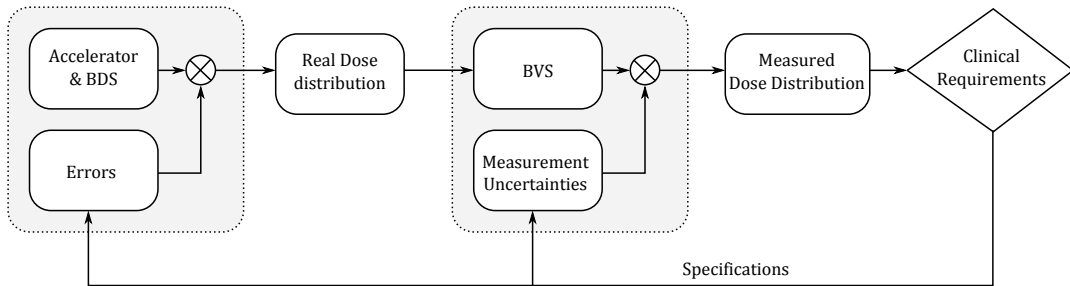 Accelerator
& BDS
Errors
Real Dose
distribution
BVS
Measurement
Uncertainties
Measured
Dose Distribution
Clinical
Requirements
Specifications